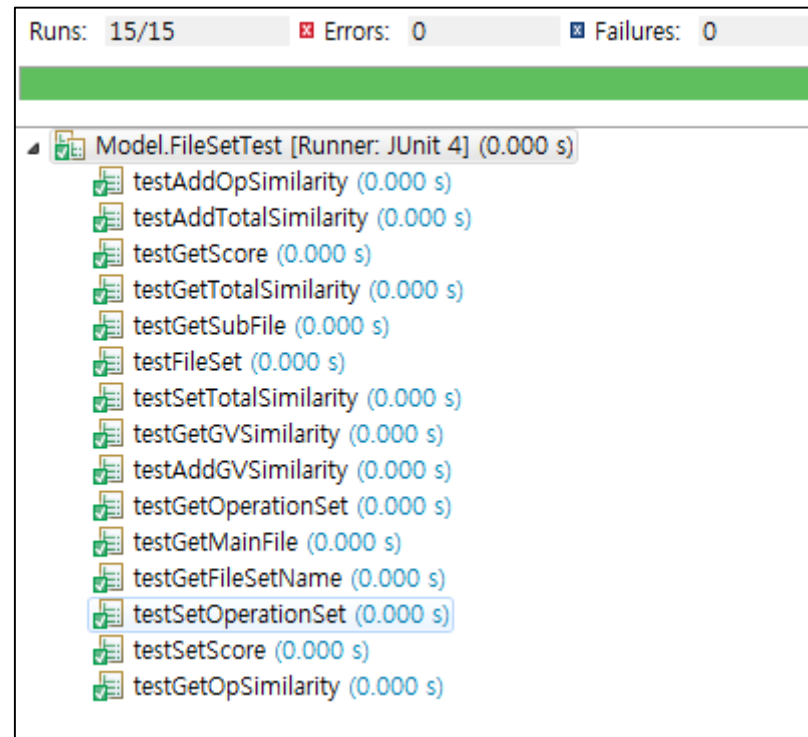 Runs: 15/15 Errors: 0 Failures: 0
Model.FileSetTest [Runner: JUnit 4] (0.000 s)
testAddOpSimilarity (0.000 s)
testAddTotalSimilarity (0.000 s)
testGetScore (0.000 s)
testGetTotalSimilarity (0.000 s)
testGetSubFile (0.000 s)
testFileSet (0.000 s)
testSetTotalSimilarity (0.000 s)
testGetGVSimilarity (0.000 s)
testAddGVSimilarity (0.000 s)
testGetOperationSet (0.000 s)
testGetMainFile (0.000 s)
testGetFileSetName (0.000 s)
testSetOperationSet (0.000 s)
testSetScore (0.000 s)
testGetOpSimilarity (0.000 s)